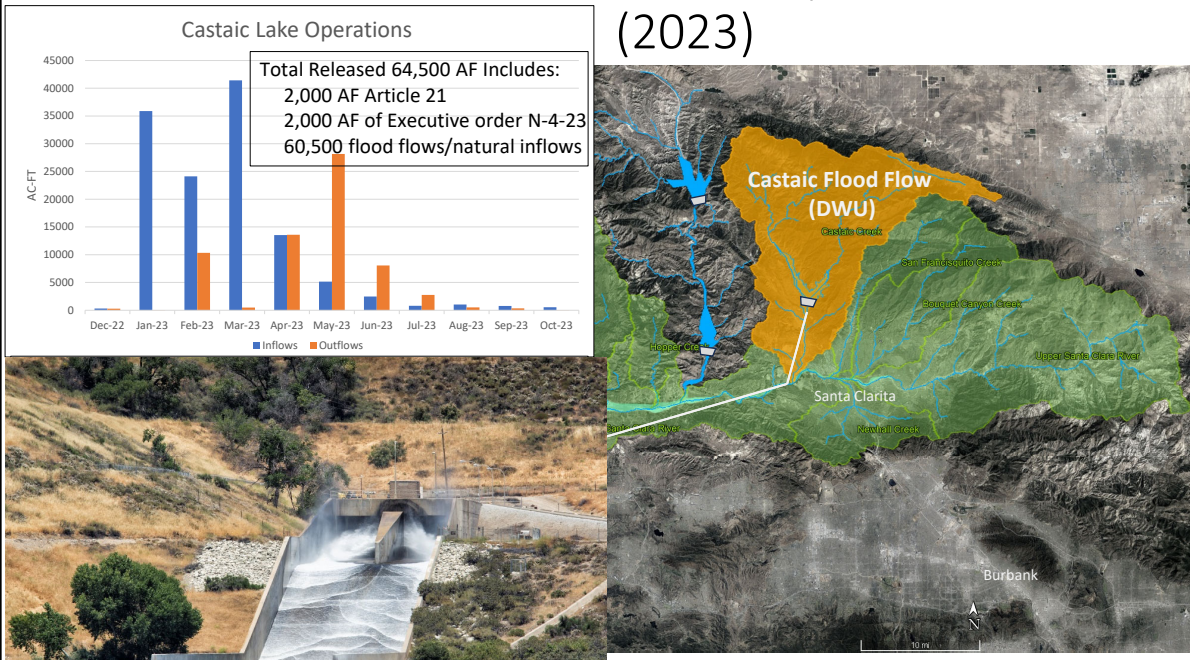 (2023)
Castaic Lake Operations
Total Released 64,500 AF Includes:
2,000 AF Article 21
2,000 AF of Executive order N-4-23
60,500 flood flows/natural inflows
AC-FT
45000
40000
35000
30000
25000
20000
15000
10000
5000
0
Dec-22 Jan-23 Feb-23 Mar-23 Apr-23 May-23 Jun-23 Jul-23 Aug-23 Sep-23 Oct-23
Inflows Outflows
Castaic Flood Flow
(DWU)
Castaic Creek
San Francisquito Creek
Bouquet Canyon Creek
Hopper
Upper Santa Clara River
Santa Clarita
Santa Clara River
Newhall Creek
Burbank
N
10 mi